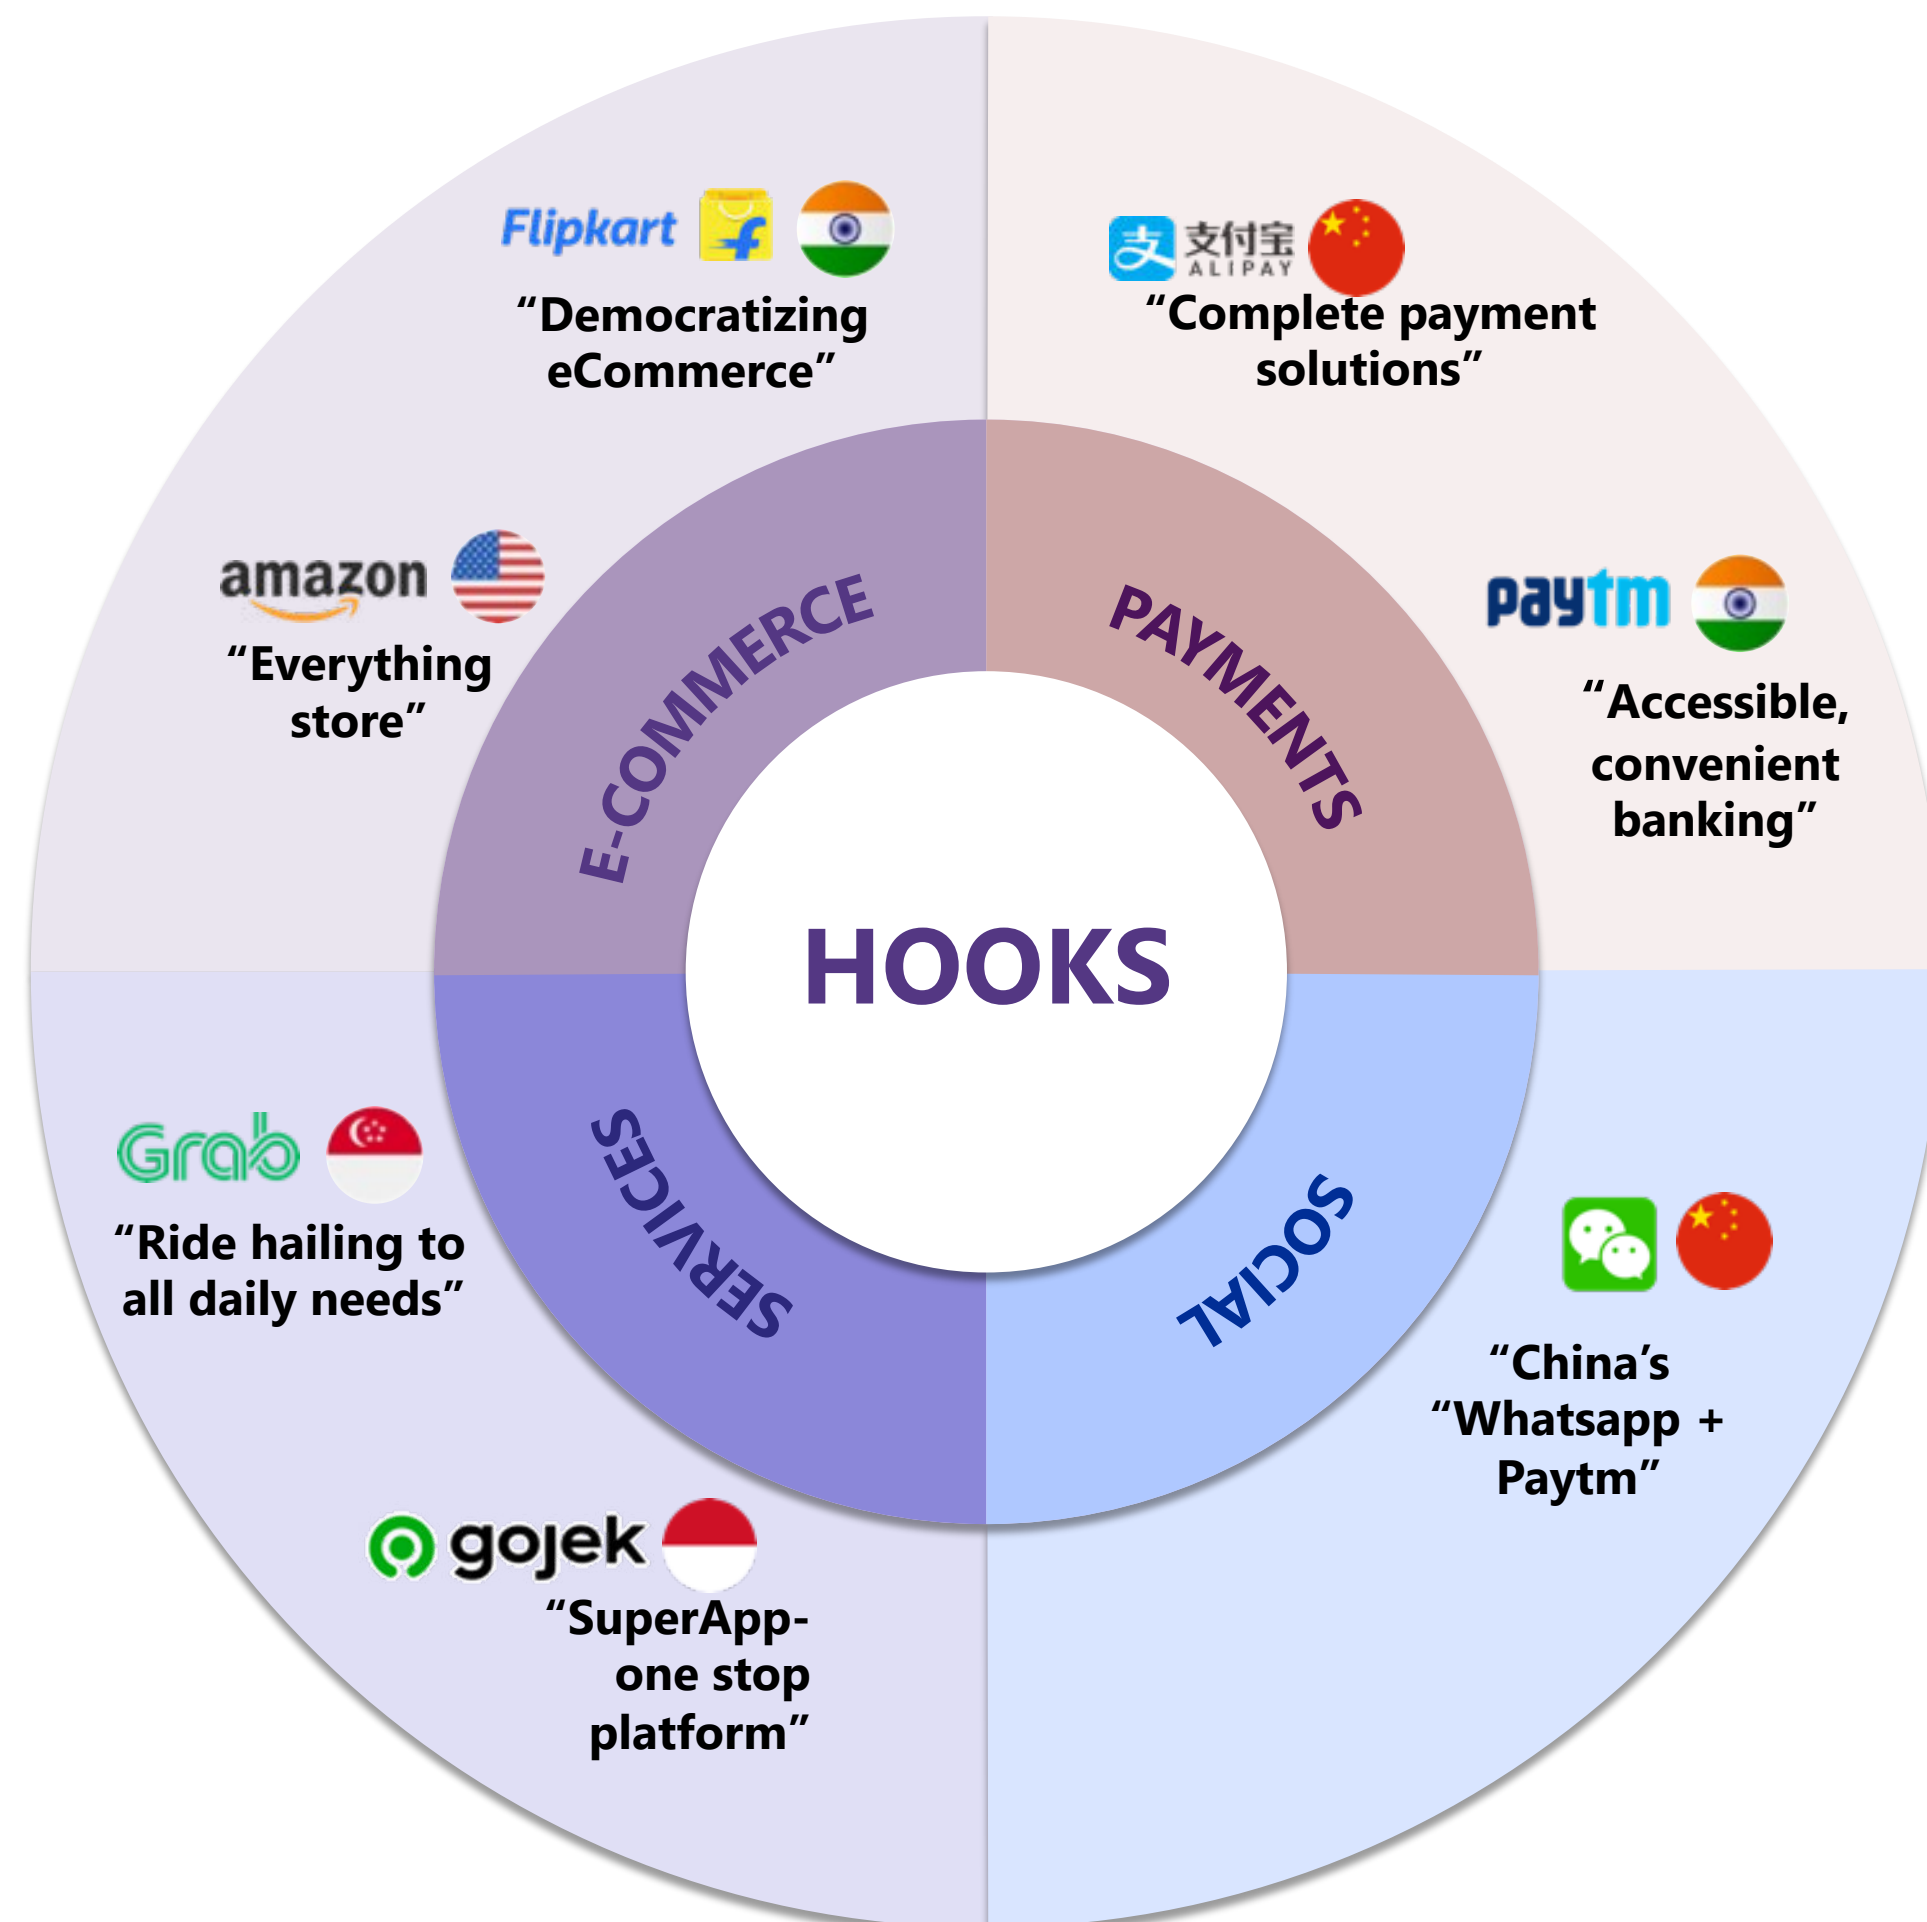 Flipkart
f
“Democratizing
eCommerce”
支 支付宝
ALIPAY
“Complete payment
solutions”
amazon
“Everything
store”
paytm
“Accessible,
convenient
banking”
E-COMMERCE
PAYMENTS
HOOKS
SERVICES
SOCIAL
Grab
“Ride hailing to
all daily needs”
“China’s
“Whatsapp +
Paytm”
gojek
“SuperApp-
one stop
platform”